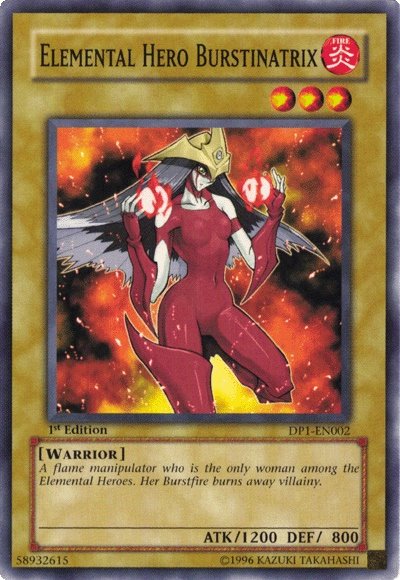 ELEMENTAL HERO BURSTINATRIX
FIRE
炎
1st Edition
DP1-EN002
[WARRIOR]
A flame manipulator who is the only woman among the
Elemental Heroes. Her Burstfire burns away villainy.
ATK/1200 DEF/ 800
58932615
©1996 KAZUKI TAKAHASHI